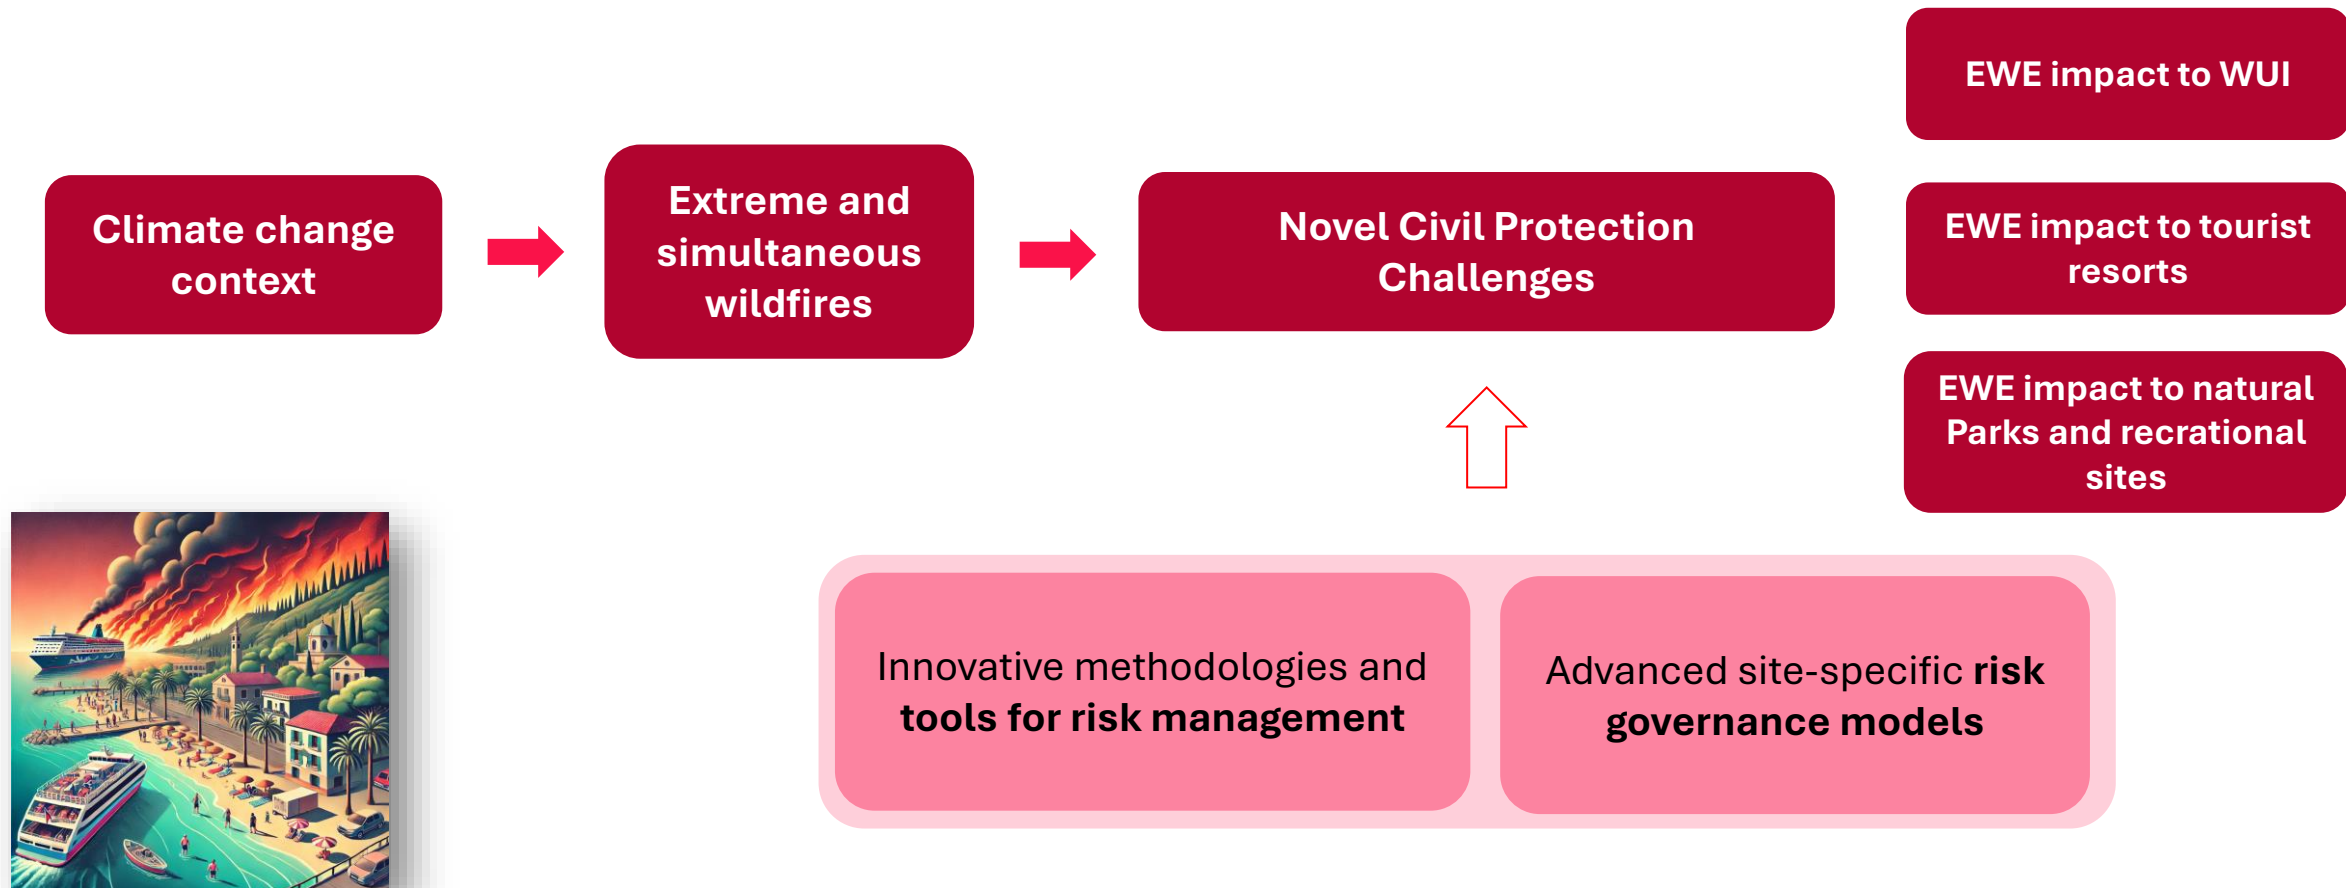 Climate change
context
Extreme and
simultaneous
wildfires
Novel Civil Protection
Challenges
EWE impact to WUI
EWE impact to tourist
resorts
EWE impact to natural
Parks and recrational
sites
Innovative methodologies and
tools for risk management
Advanced site-specific risk
governance models